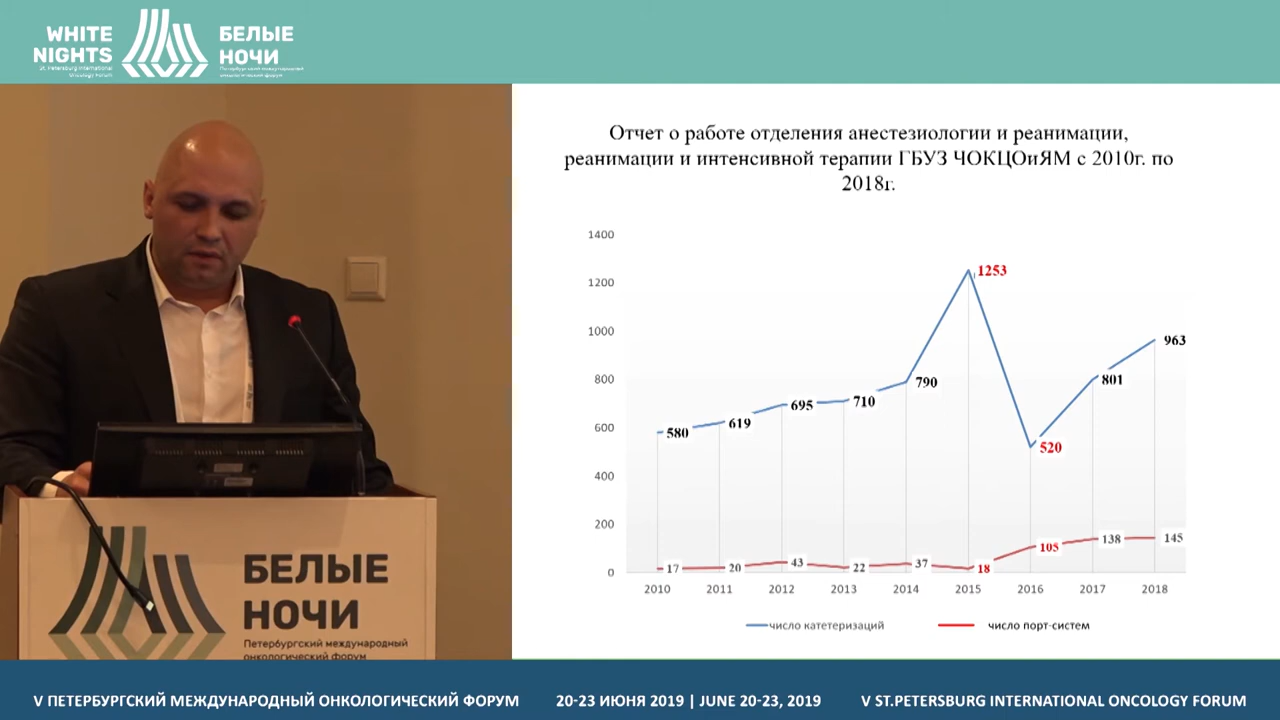 WHITE
NIGHTS
St. Petersburg International
Oncology Forum
БЕЛЫЕ
НОЧИ
Петербургский международный
онкологический форум
Отчет о работе отделения анестезиологии и реанимации,
реанимации и интенсивной терапии ГБУЗ ЧОКЦОиЯМ с 2010г. по
2018г.
1400
1200
1000
800
600
400
200
0
580
619
695
710
790
1253
520
801
963
17
20
43
22
37
18
105
138
145
2010 2011 2012 2013 2014 2015 2016 2017 2018
число катетеризаций число порт-систем
БЕЛЫЕ
НОЧИ
Петербургский международный
онкологический форум
V ПЕТЕРБУРГСКИЙ МЕЖДУНАРОДНЫЙ ОНКОЛОГИЧЕСКИЙ ФОРУМ 20-23 ИЮНЯ 2019 | JUNE 20-23, 2019 V ST.PETERSBURG INTERNATIONAL ONCOLOGY FORUM